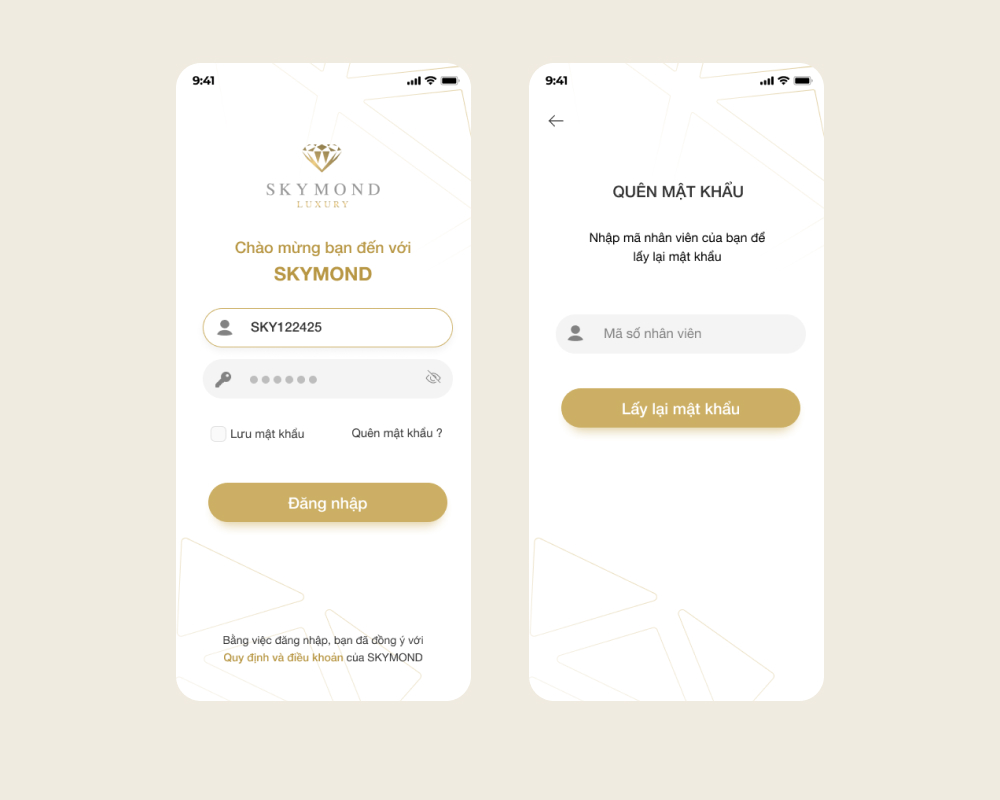 9:41
SKYMOND
LUXURY
Chào mừng bạn đến với
SKYMOND
SKY122425
Lưu mật khẩu
Quên mật khẩu ?
Đăng nhập
Bằng việc đăng nhập, bạn đã đồng ý với
Quy định và điều khoản của SKYMOND
9:41
QUÊN MẬT KHẨU
Nhập mã nhân viên của bạn để
lấy lại mật khẩu
Mã số nhân viên
Lấy lại mật khẩu